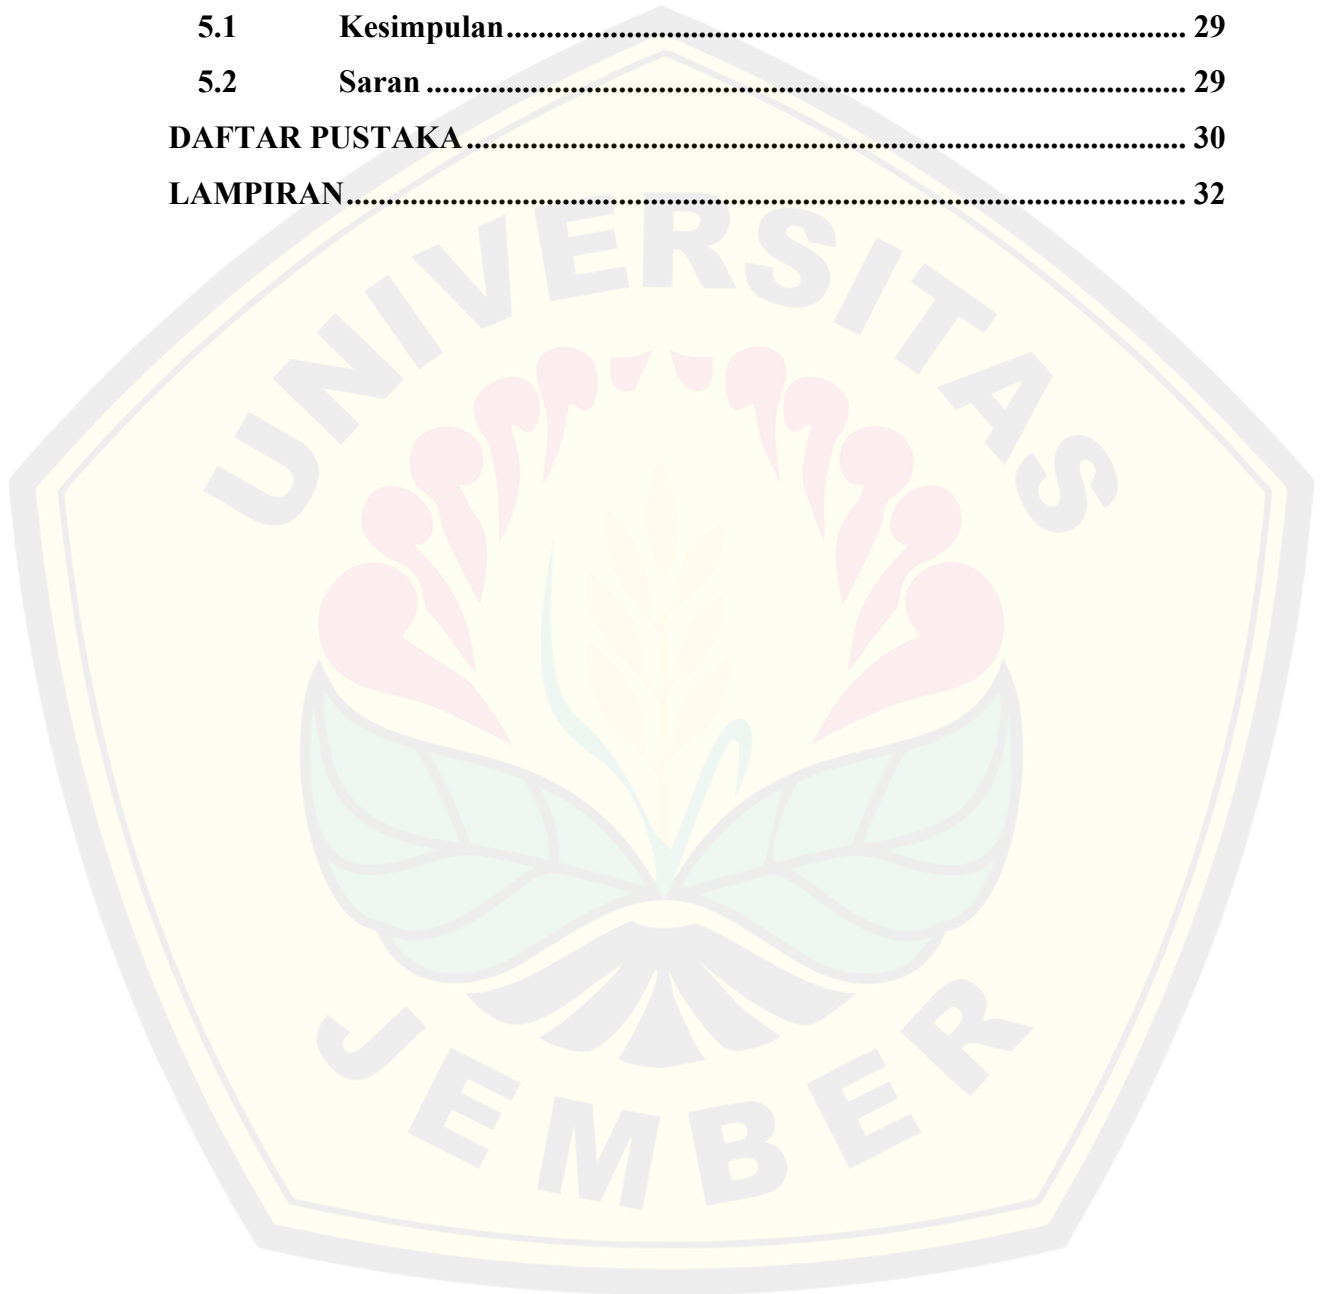 5.1 Kesimpulan.................................................................................... 29
5.2 Saran .............................................................................................. 29
DAFTAR PUSTAKA.......................................................................................... 30
LAMPIRAN......................................................................................................... 32
UNIVERSITAS
JEMBER